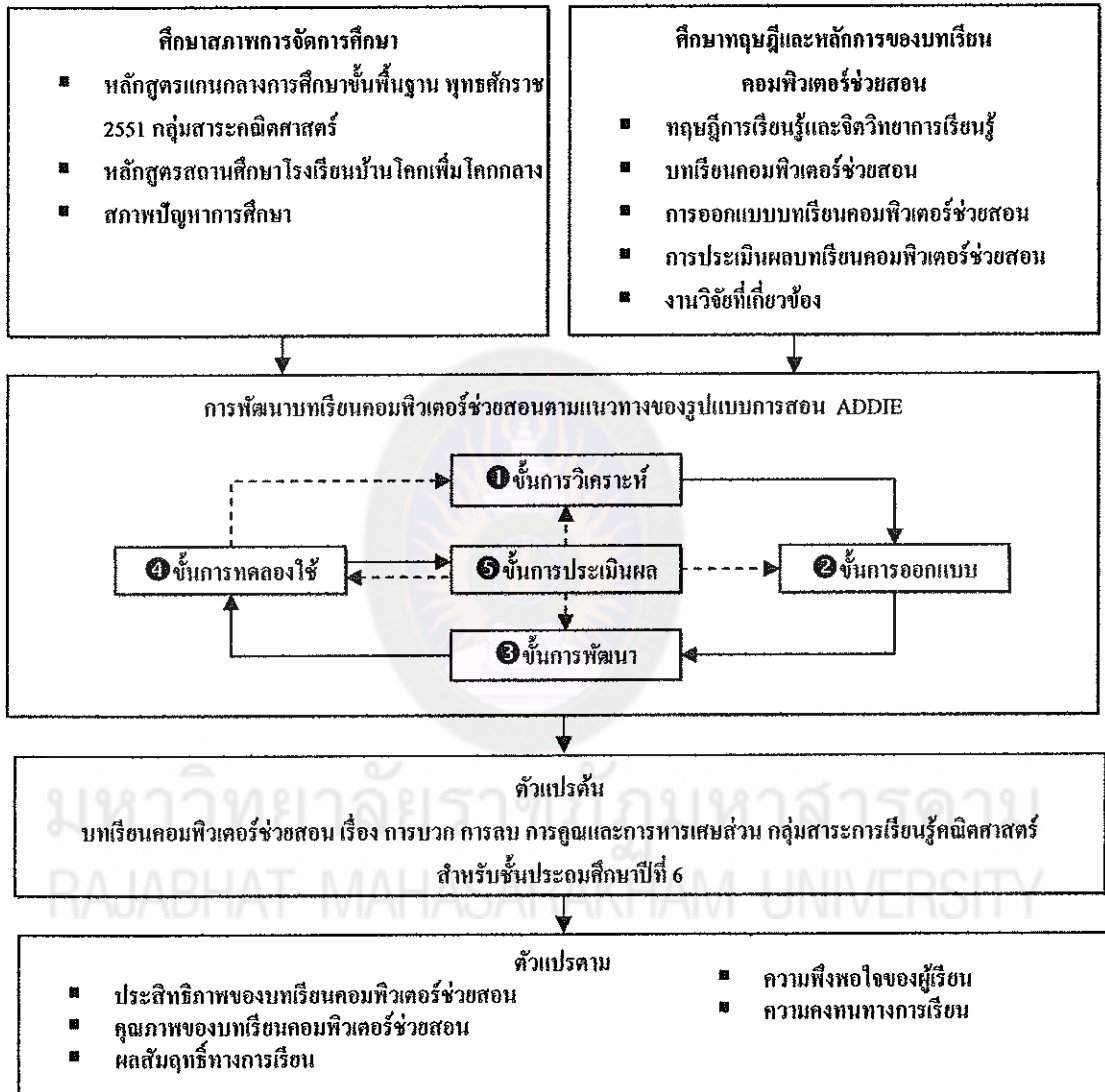 ศึกษาสภาพการจัดการศึกษา
■ หลักสูตรแกนกลางการศึกษาขั้นพื้นฐาน พุทธศักราช
2551 กลุ่มสาระคณิตศาสตร์
■ หลักสูตรสถานศึกษาโรงเรียนบ้านโคกเพิ่มโคกกลาง
■ สภาพปัญหาการศึกษา
ศึกษาทฤษฎีและหลักการของบทเรียน
คอมพิวเตอร์ช่วยสอน
■ ทฤษฎีการเรียนรู้และจิตวิทยาการเรียนรู้
■ บทเรียนคอมพิวเตอร์ช่วยสอน
■ การออกแบบบทเรียนคอมพิวเตอร์ช่วยสอน
■ การประเมินผลบทเรียนคอมพิวเตอร์ช่วยสอน
■ งานวิจัยที่เกี่ยวข้อง
การพัฒนาบทเรียนคอมพิวเตอร์ช่วยสอนตามแนวทางของรูปแบบการสอน ADDIE
❶ขั้นการวิเคราะห์
❹ขั้นการทดลองใช้
❺ขั้นการประเมินผล
❷ขั้นการออกแบบ
❸ขั้นการพัฒนา
ตัวแปรต้น
มหาวิทยาลัยราชภัฏมหาสารคาม
บทเรียนคอมพิวเตอร์ช่วยสอน เรื่อง การบวก การลบ การคูณและการหารเศษส่วน กลุ่มสาระการเรียนรู้คณิตศาสตร์
สำหรับชั้นประถมศึกษาปีที่ 6
RAJABHAT MAHASARAKHAM UNIVERSITY
ตัวแปรตาม
■ ประสิทธิภาพของบทเรียนคอมพิวเตอร์ช่วยสอน
■ คุณภาพของบทเรียนคอมพิวเตอร์ช่วยสอน
■ ผลสัมฤทธิ์ทางการเรียน
■ ความพึงพอใจของผู้เรียน
■ ความคงทนทางการเรียน